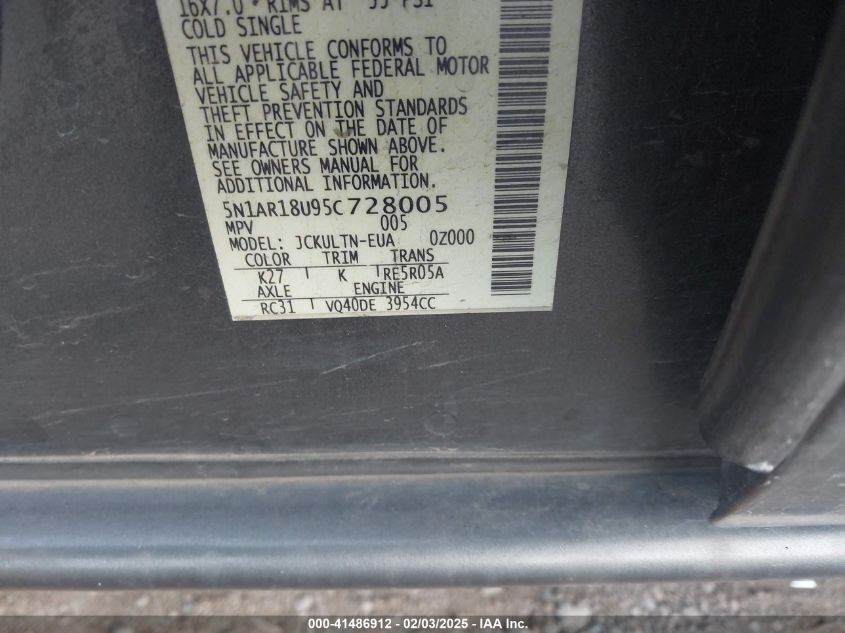 16X7.0 RIMS AT 35 PSI
COLD SINGLE
THIS VEHICLE CONFORMS TO
ALL APPLICABLE FEDERAL MOTOR
VEHICLE SAFETY AND
THEFT PREVENTION STANDARDS
IN EFFECT ON THE DATE OF
MANUFACTURE SHOWN ABOVE.
SEE OWNERS MANUAL FOR
ADDITIONAL INFORMATION.
5N1AR18U95C728005
MPV 005
MODEL: JCKULTN-EUA 0Z000
COLOR TRIM TRANS
K27 K RE5R05A
AXLE ENGINE
RC31 VQ40DE 3954CC
000-41486912 - 02/03/2025 - IAA Inc.